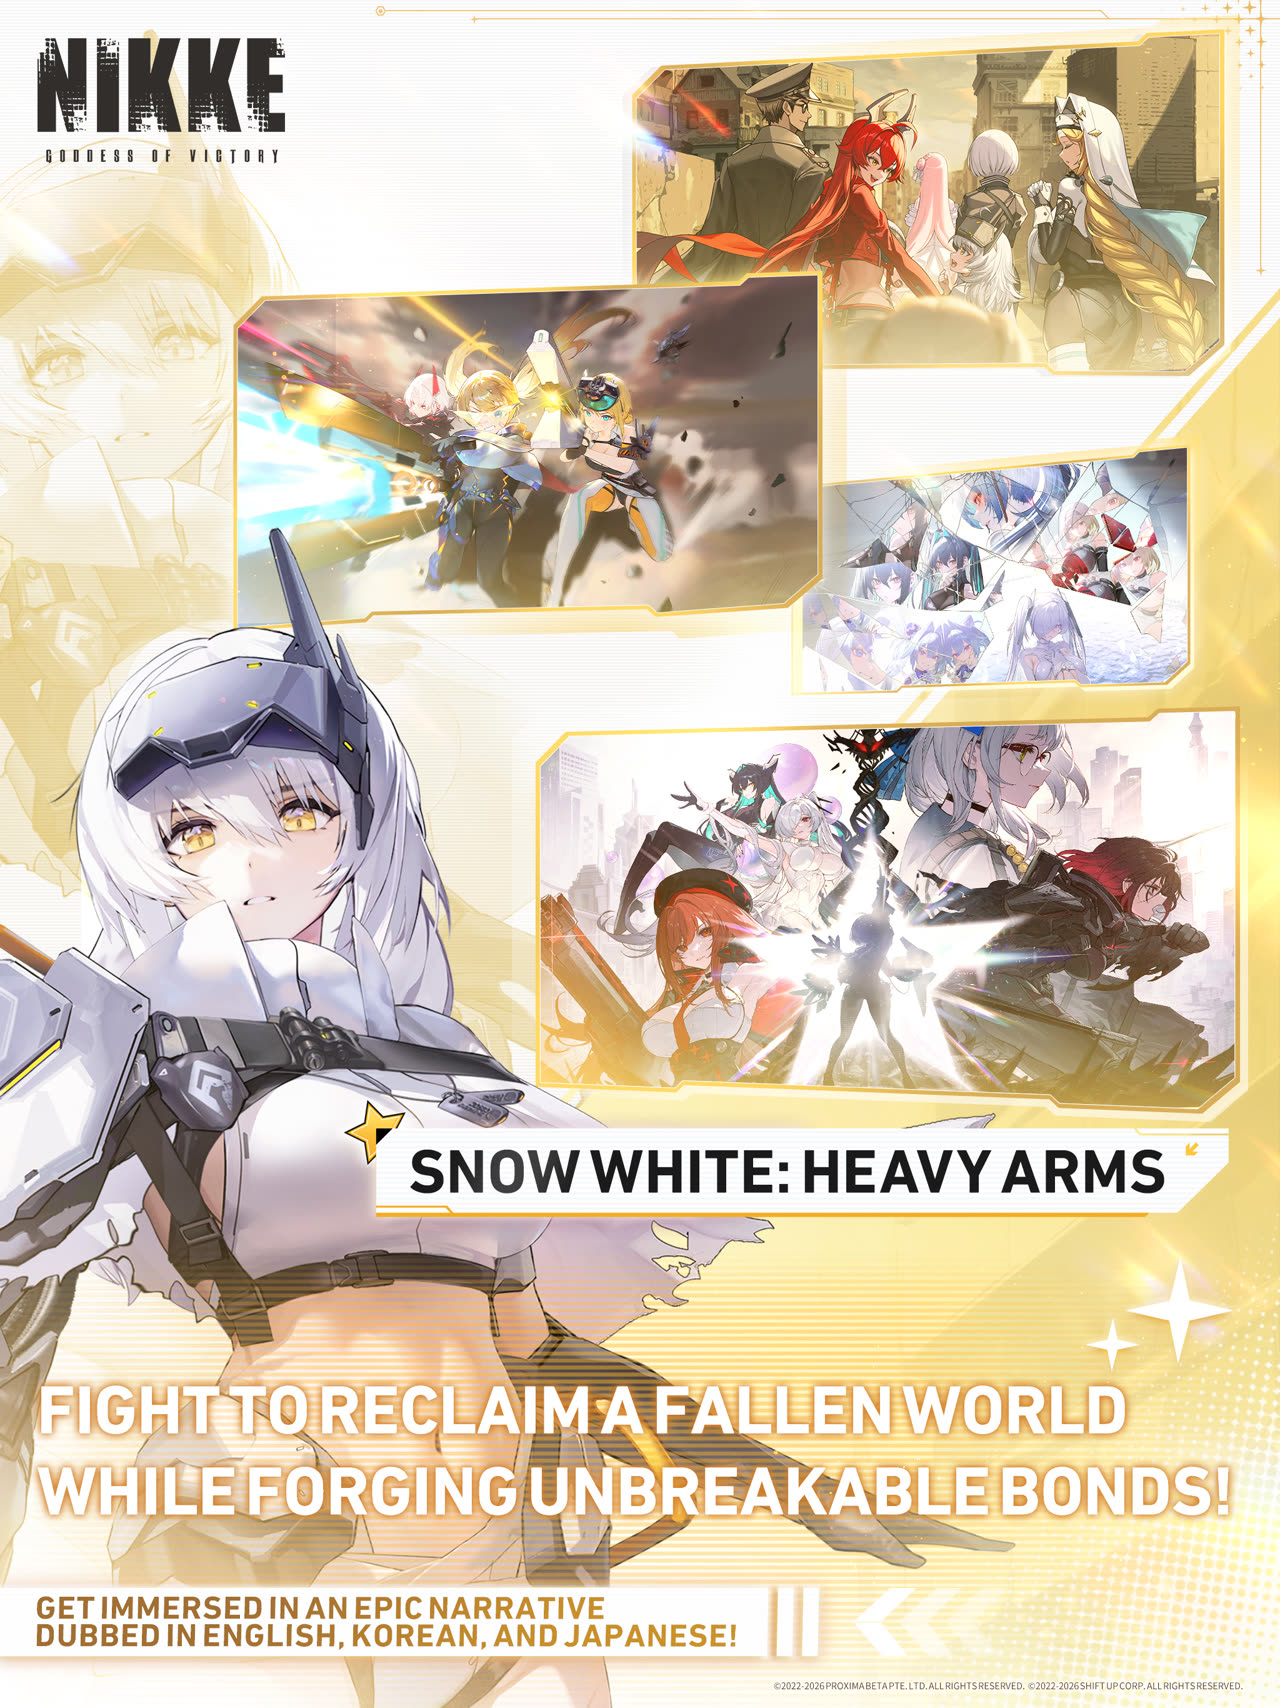 NIKKE
GODDESS OF VICTORY
SNOW WHITE: HEAVY ARMS
FIGHT TO RECLAIM A FALLEN WORLD
WHILE FORGING UNBREAKABLE BONDS!
GET IMMERSED IN AN EPIC NARRATIVE
DUBBED IN ENGLISH, KOREAN, AND JAPANESE!
©2022-2026 PROXIMA BETA PTE. LTD. ALL RIGHTS RESERVED. ©2022-2026 SHIFT UP CORP. ALL RIGHTS RESERVED.